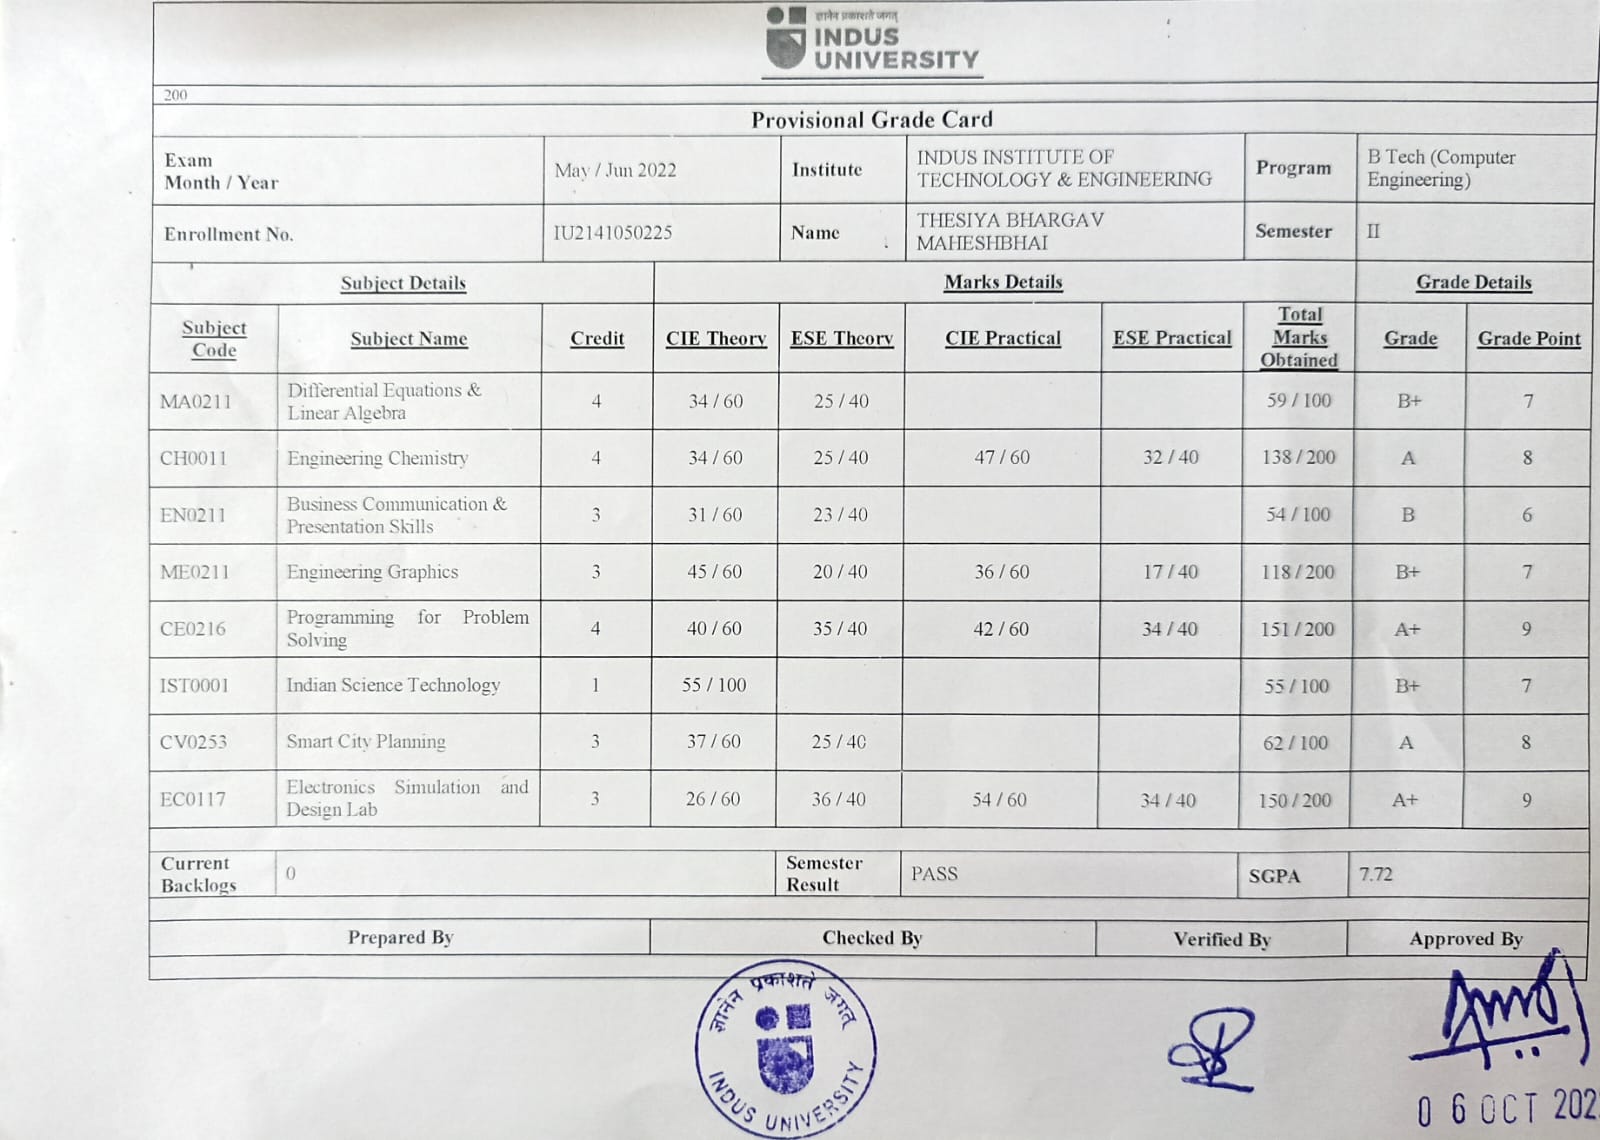 ज्ञानेन प्रकाशते जगत्
INDUS
UNIVERSITY
200
Provisional Grade Card
Exam Month / Year May / Jun 2022 Institute INDUS INSTITUTE OF TECHNOLOGY & ENGINEERING Program B Tech (Computer Engineering)
Enrollment No. IU2141050225 Name THESIYA BHARGAV MAHESHBHAI Semester II
Subject Details Marks Details Grade Details
Subject Code Subject Name Credit CIE Theory ESE Theory CIE Practical ESE Practical Total Marks Obtained Grade Grade Point
MA0211 Differential Equations & Linear Algebra 4 34 / 60 25 / 40 59 / 100 B+ 7
CH0011 Engineering Chemistry 4 34 / 60 25 / 40 47 / 60 32 / 40 138 / 200 A 8
EN0211 Business Communication & Presentation Skills 3 31 / 60 23 / 40 54 / 100 B 6
ME0211 Engineering Graphics 3 45 / 60 20 / 40 36 / 60 17 / 40 118 / 200 B+ 7
CE0216 Programming for Problem Solving 4 40 / 60 35 / 40 42 / 60 34 / 40 151 / 200 A+ 9
IST0001 Indian Science Technology 1 55 / 100 55 / 100 B+ 7
CV0253 Smart City Planning 3 37 / 60 25 / 40 62 / 100 A 8
EC0117 Electronics Simulation and Design Lab 3 26 / 60 36 / 40 54 / 60 34 / 40 150 / 200 A+ 9
Current Backlogs 0 Semester Result PASS SGPA 7.72
Prepared By Checked By Verified By Approved By
ज्ञानेन प्रकाशते जगत्
INDUS UNIVERSITY
0 6 OCT 202